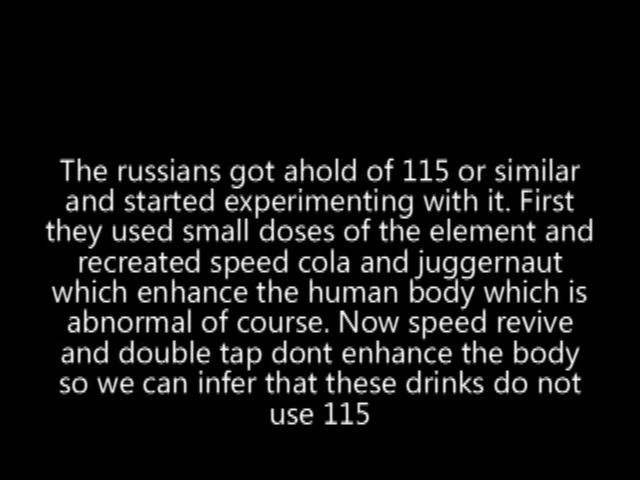 The russians got ahold of 115 or similar
and started experimenting with it. First
they used small doses of the element and
recreated speed cola and juggernaut
which enhance the human body which is
abnormal of course. Now speed revive
and double tap dont enhance the body
so we can infer that these drinks do not
use 115